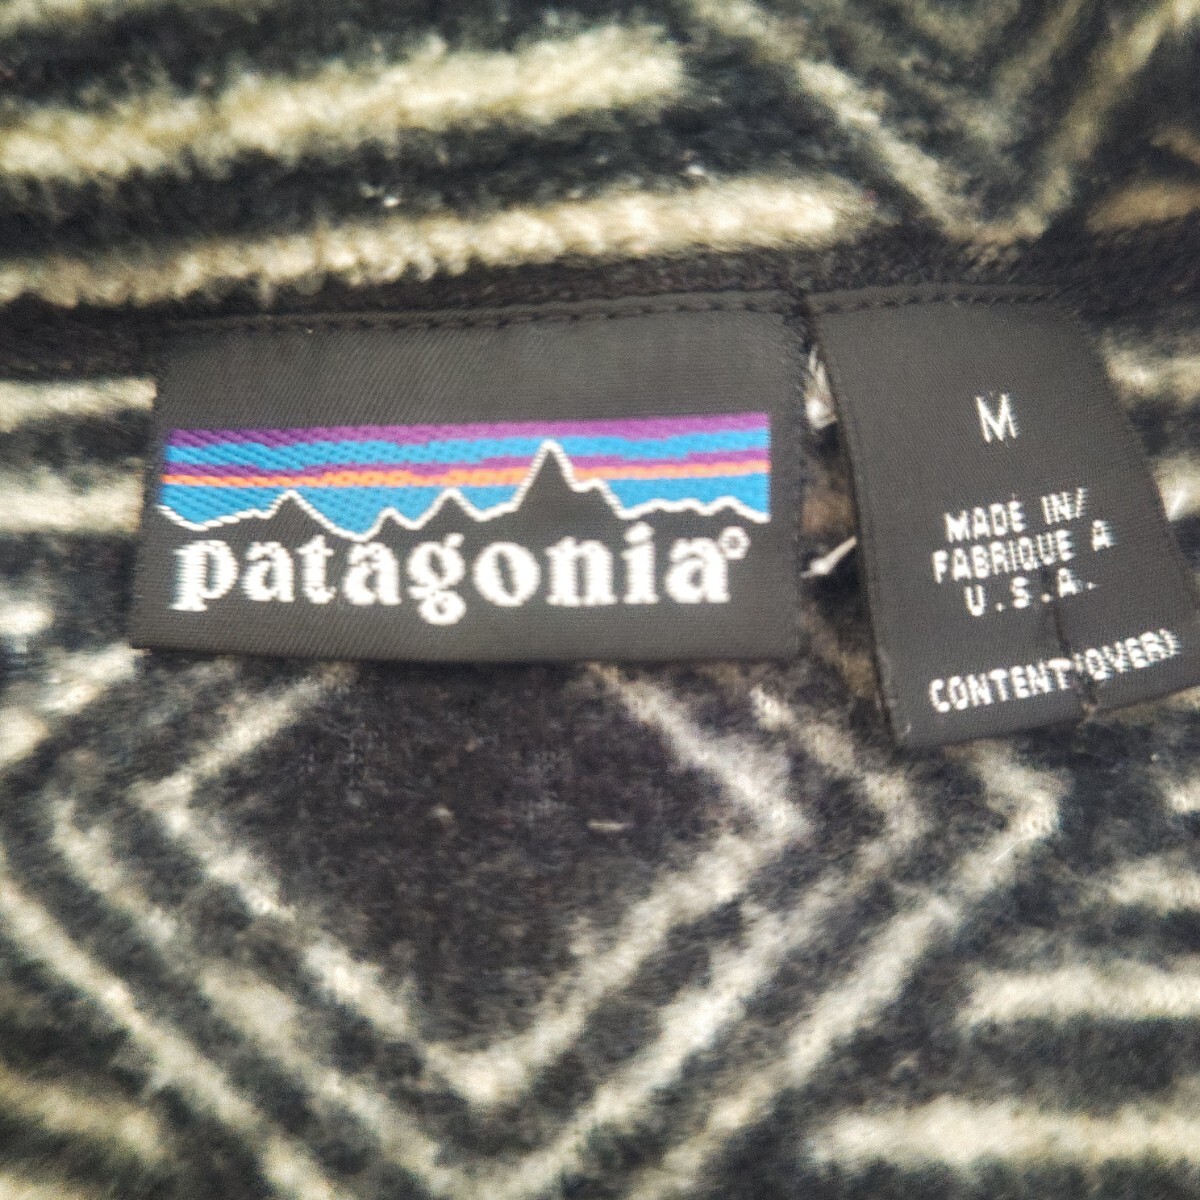 patagonia®
M
MADE IN/
FABRIQUE A
U.S.A.
CONTENT(OVER)